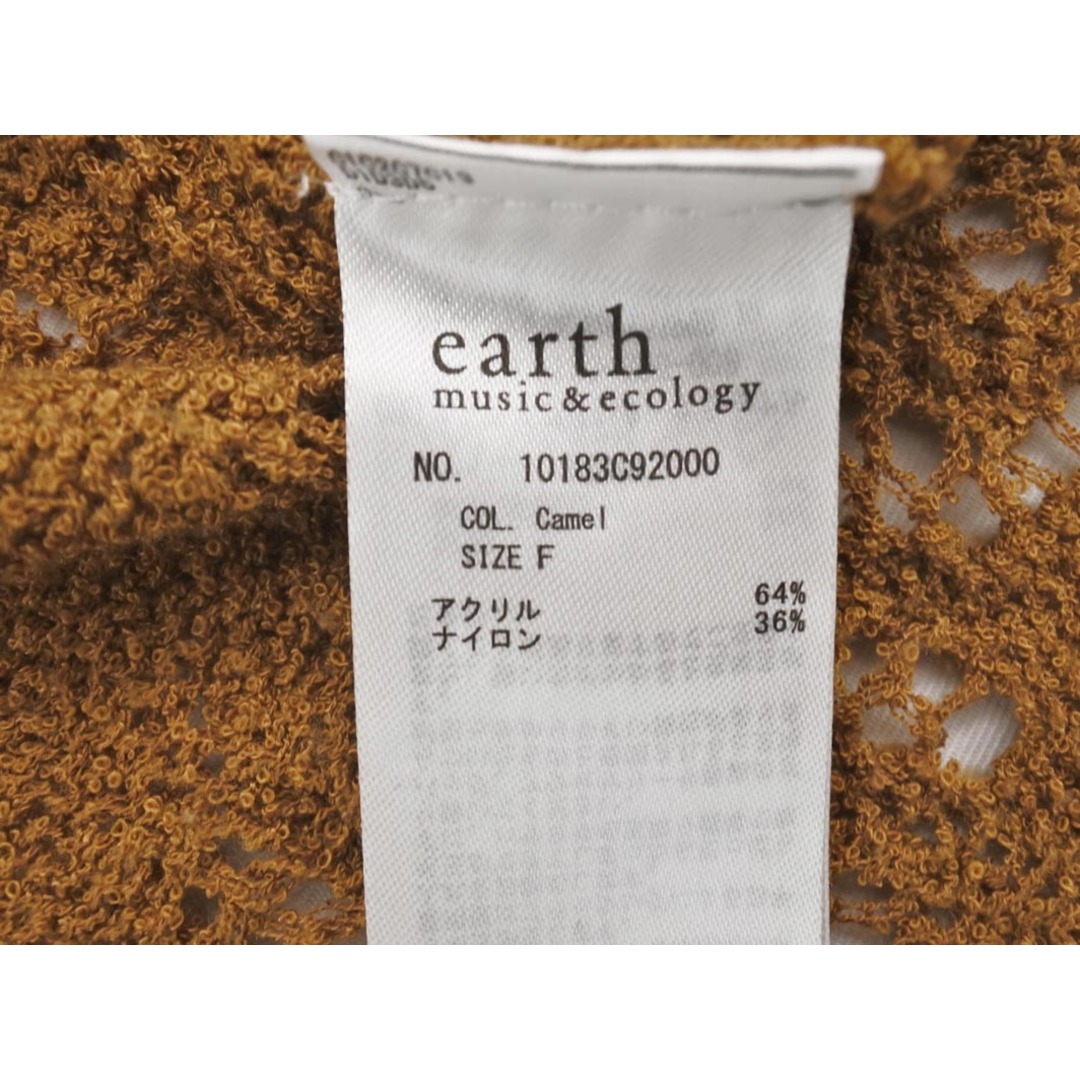 earth
music&ecology
NO. 10183C92000
COL. Camel
SIZE F
アクリル 64%
ナイロン 36%